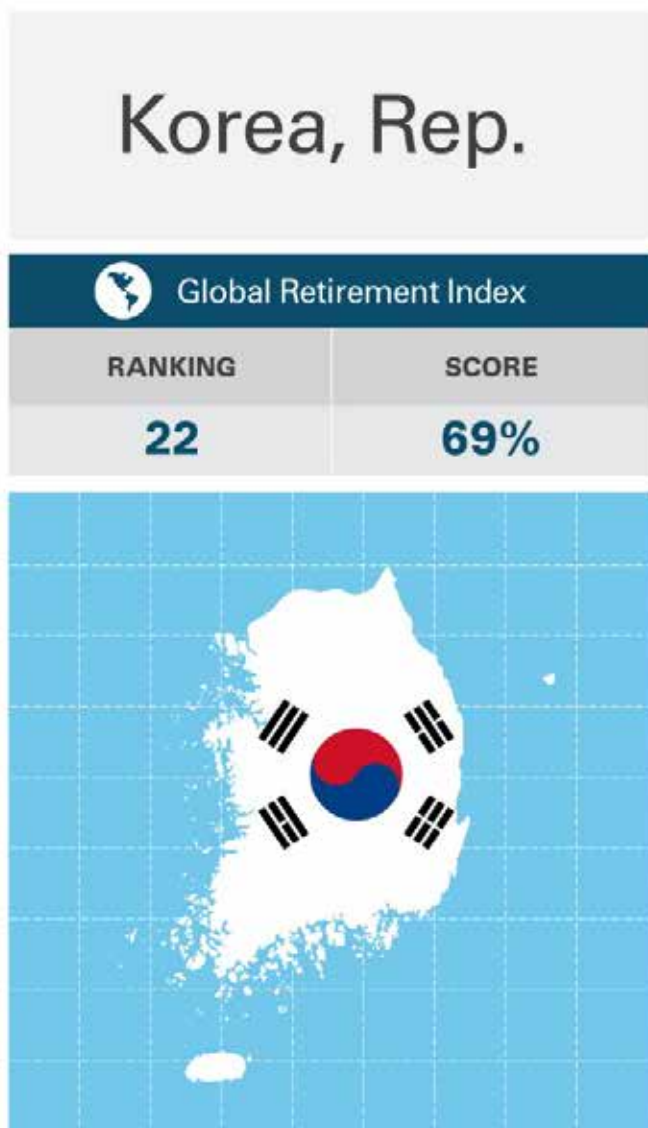 Korea, Rep.
Global Retirement Index
RANKING SCORE
22 69%